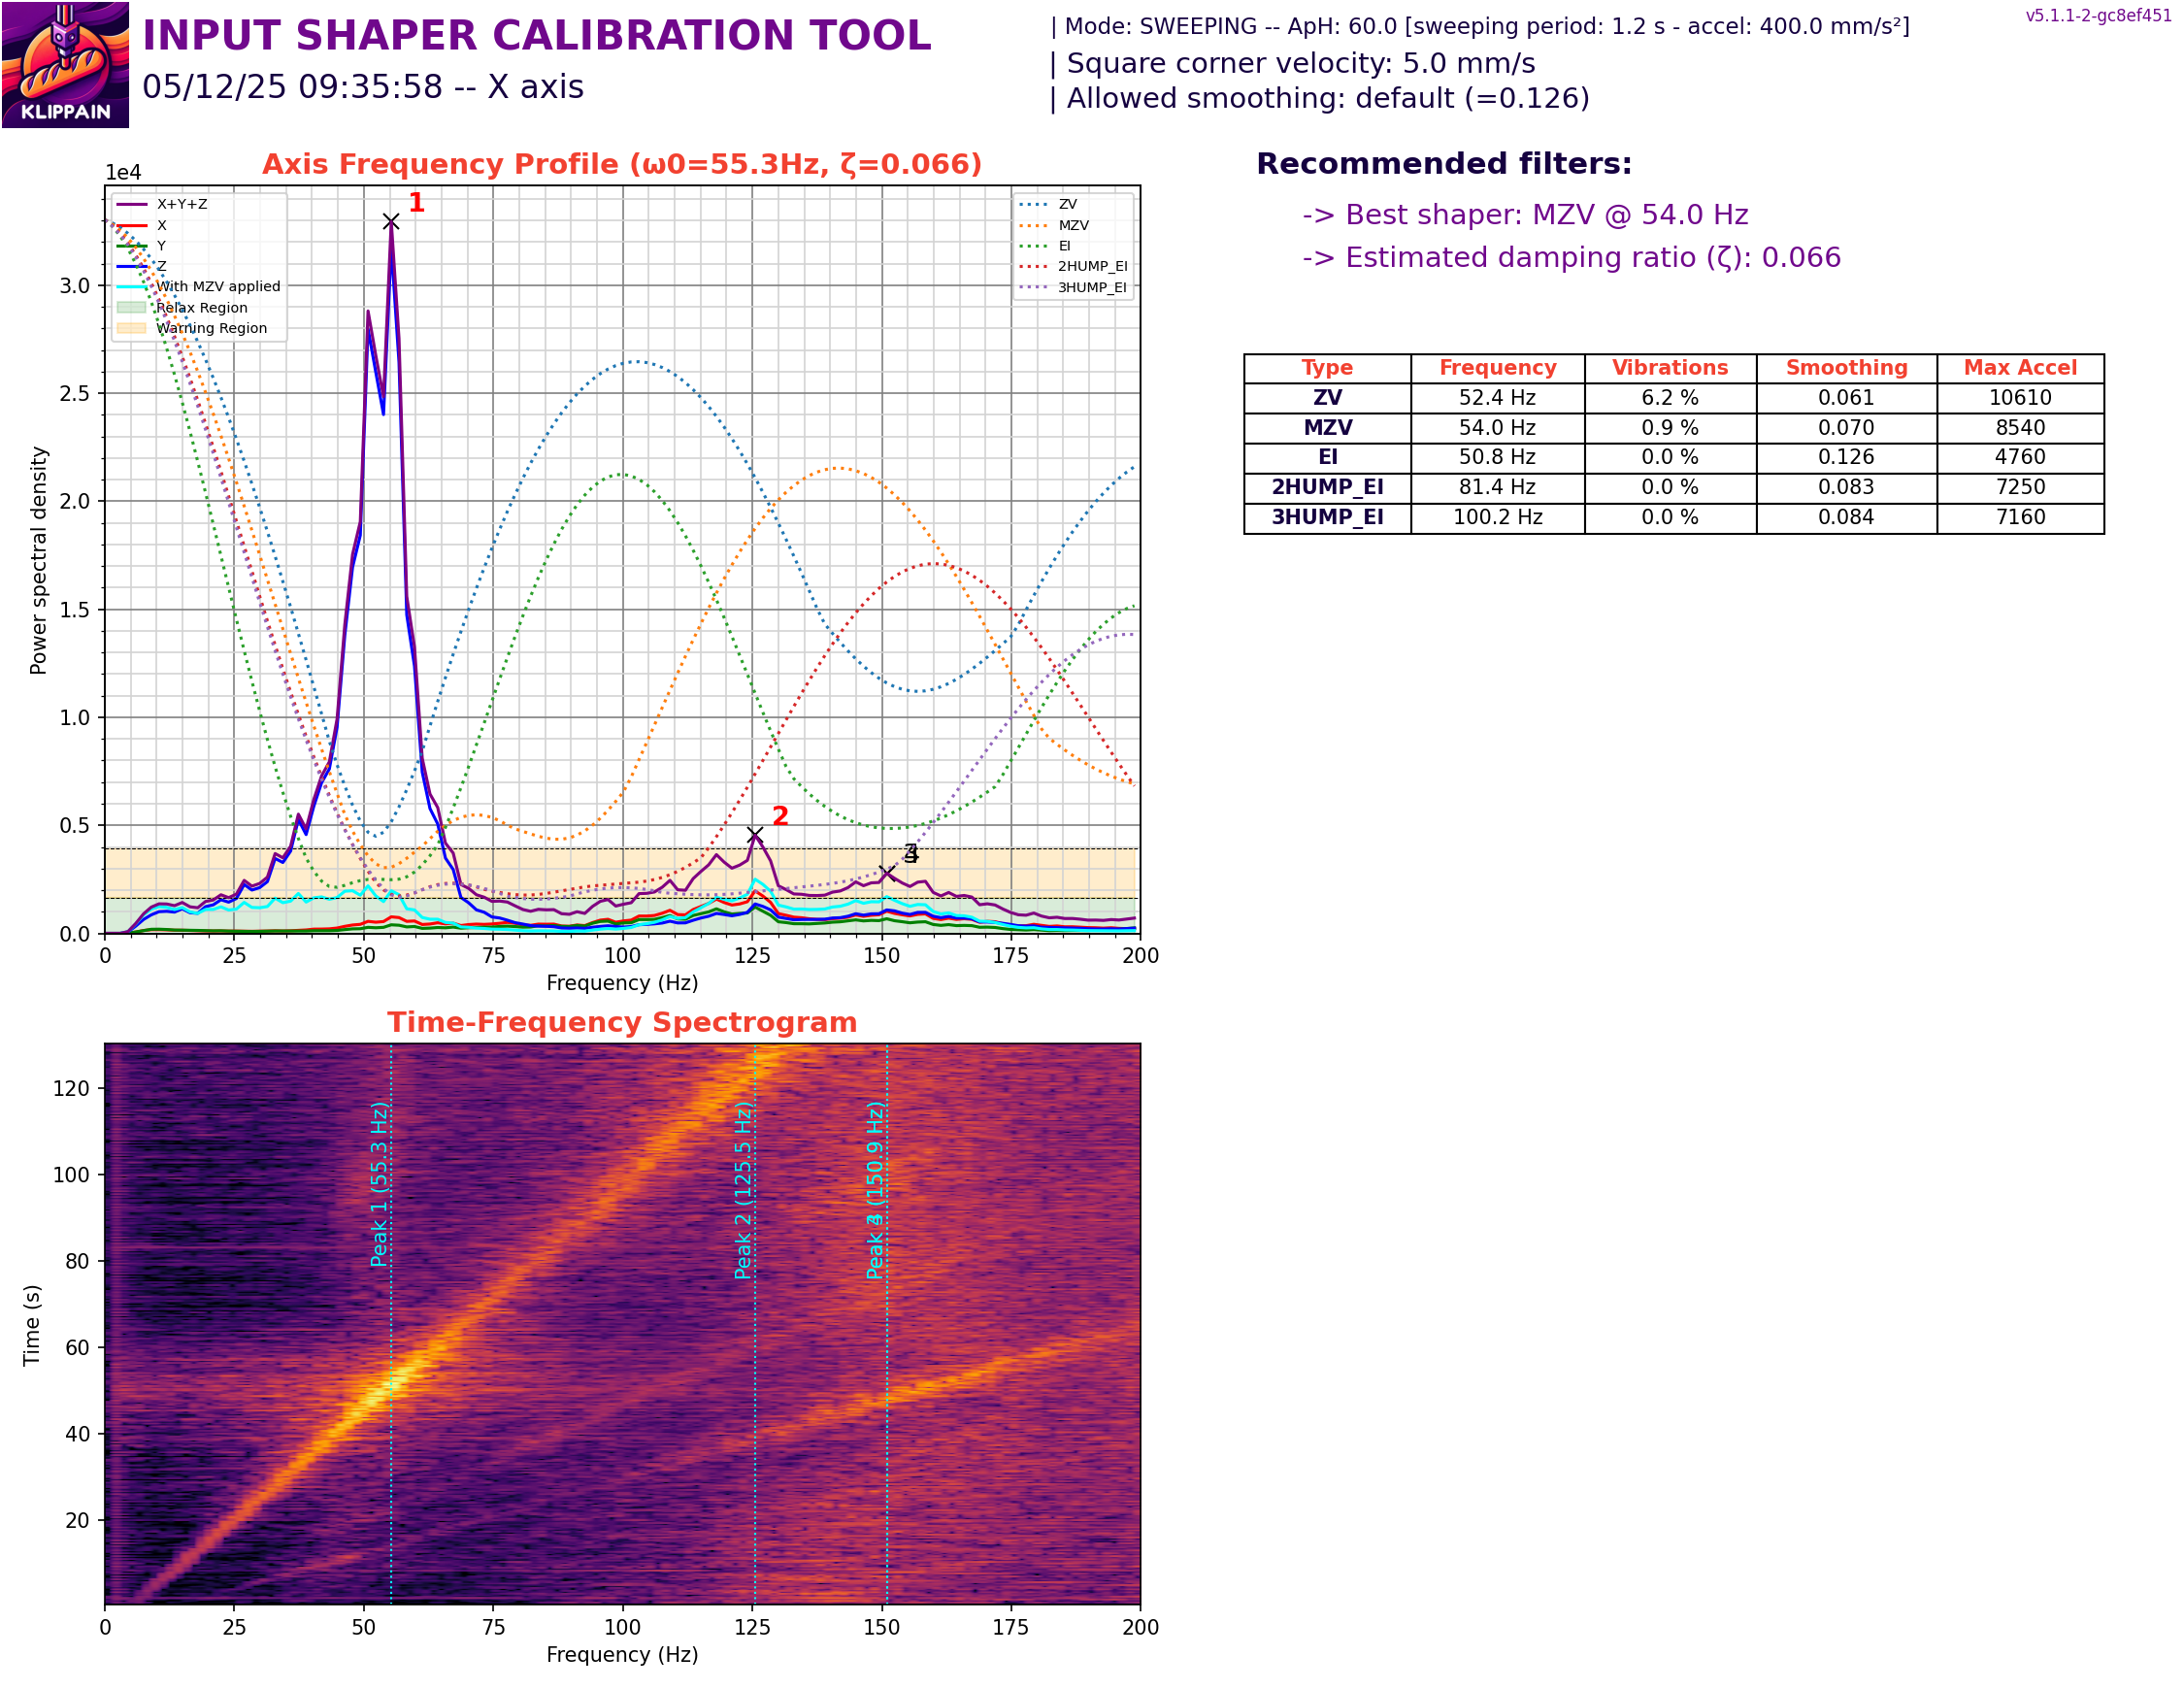 KLIPPAIN
INPUT SHAPER CALIBRATION TOOL
05/12/25 09:35:58 -- X axis
| Mode: SWEEPING -- ApH: 60.0 [sweeping period: 1.2 s - accel: 400.0 mm/s²]
| Square corner velocity: 5.0 mm/s
| Allowed smoothing: default (=0.126)
v5.1.1-2-gc8ef451
Axis Frequency Profile (ω0=55.3Hz, ζ=0.066)
1e4
X+Y+Z
X
Y
Z
With MZV applied
Relax Region
Warning Region
ZV
MZV
EI
2HUMP_EI
3HUMP_EI
1
2
Power spectral density
3.0
2.5
2.0
1.5
1.0
0.5
0.0
0 25 50 75 100 125 150 175 200
Frequency (Hz)
Recommended filters:
-> Best shaper: MZV @ 54.0 Hz
-> Estimated damping ratio (ζ): 0.066
Type Frequency Vibrations Smoothing Max Accel
ZV 52.4 Hz 6.2 % 0.061 10610
MZV 54.0 Hz 0.9 % 0.070 8540
EI 50.8 Hz 0.0 % 0.126 4760
2HUMP_EI 81.4 Hz 0.0 % 0.083 7250
3HUMP_EI 100.2 Hz 0.0 % 0.084 7160
Time-Frequency Spectrogram
Time (s)
120
100
80
60
40
20
Peak 1 (55.3 Hz)
Peak 2 (125.5 Hz)
Peak (150.9 Hz)
0 25 50 75 100 125 150 175 200
Frequency (Hz)